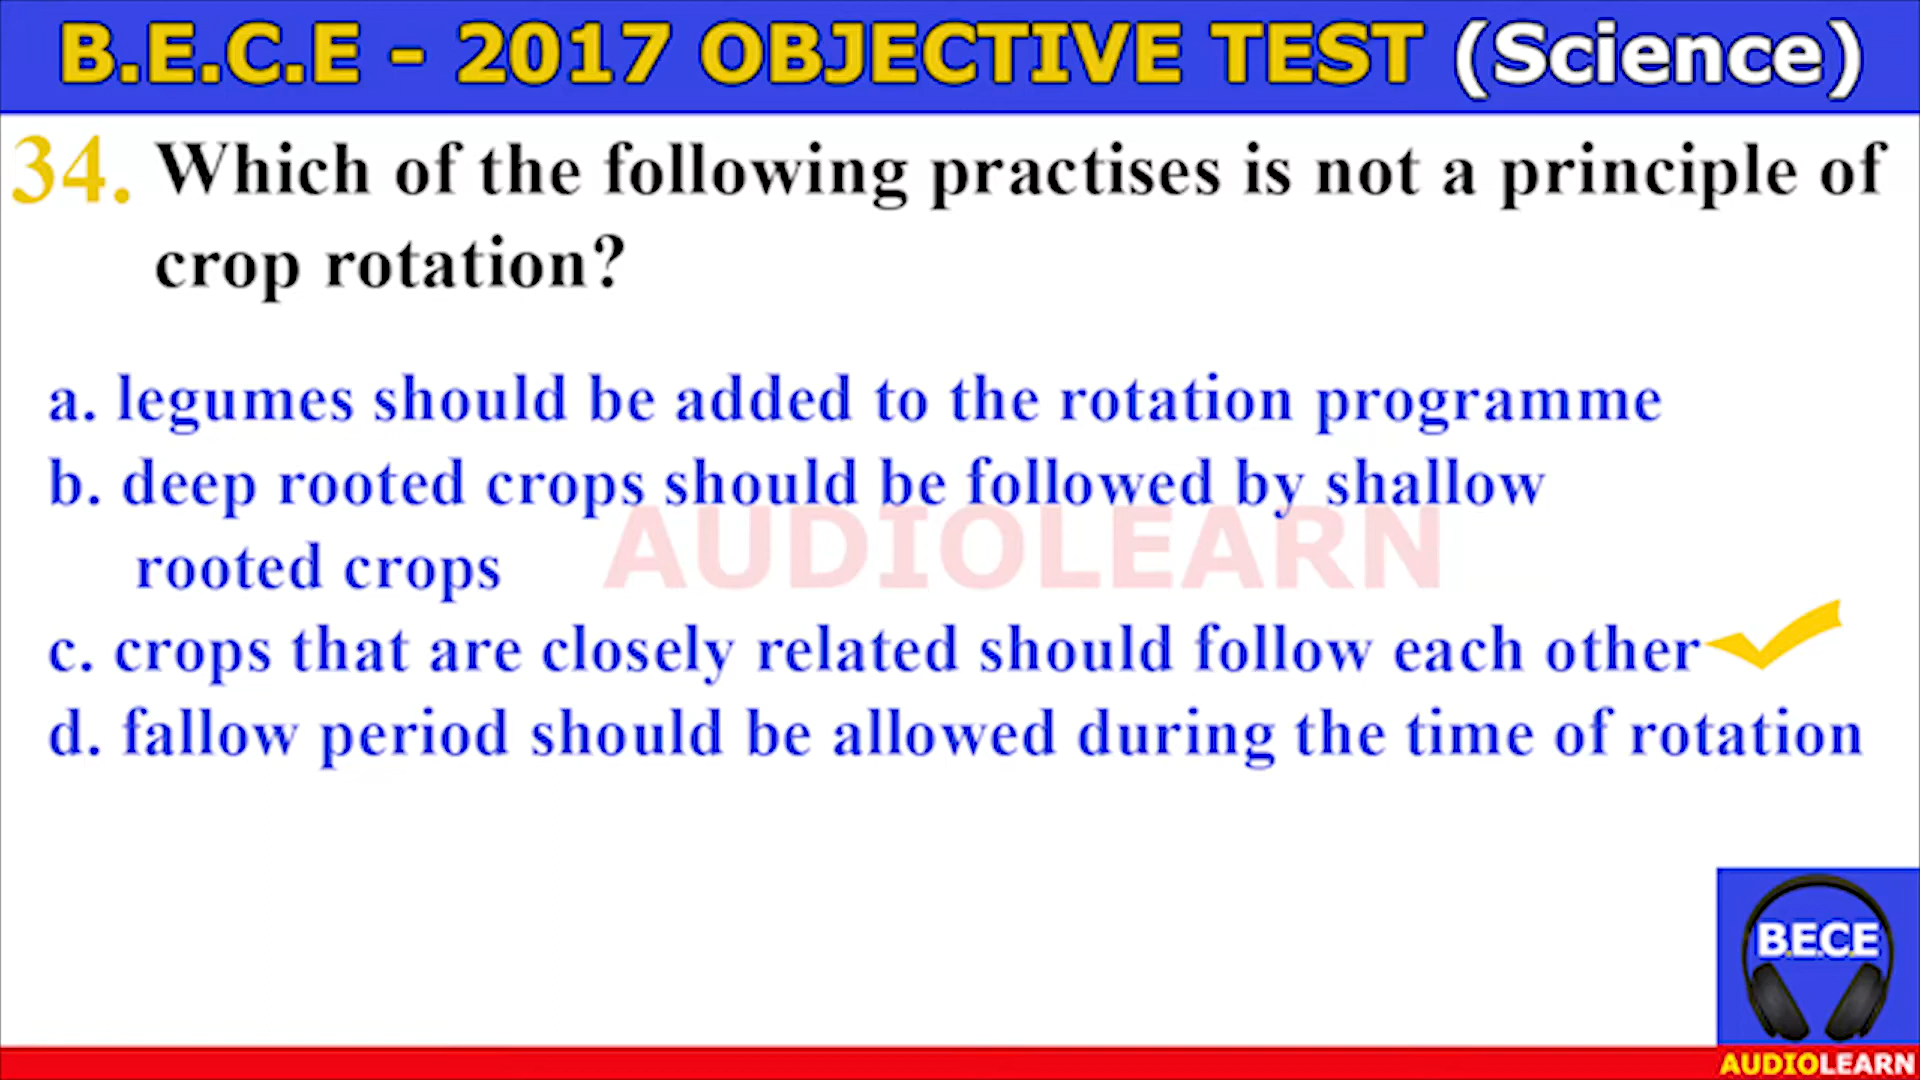 B.E.C.E - 2017 OBJECTIVE TEST (Science)
34. Which of the following practises is not a principle of
crop rotation?
a. legumes should be added to the rotation programme
b. deep rooted crops should be followed by shallow
rooted crops
AUDIOLEARN
c. crops that are closely related should follow each other
d. fallow period should be allowed during the time of rotation
B.E.C.E
AUDIOLEARN